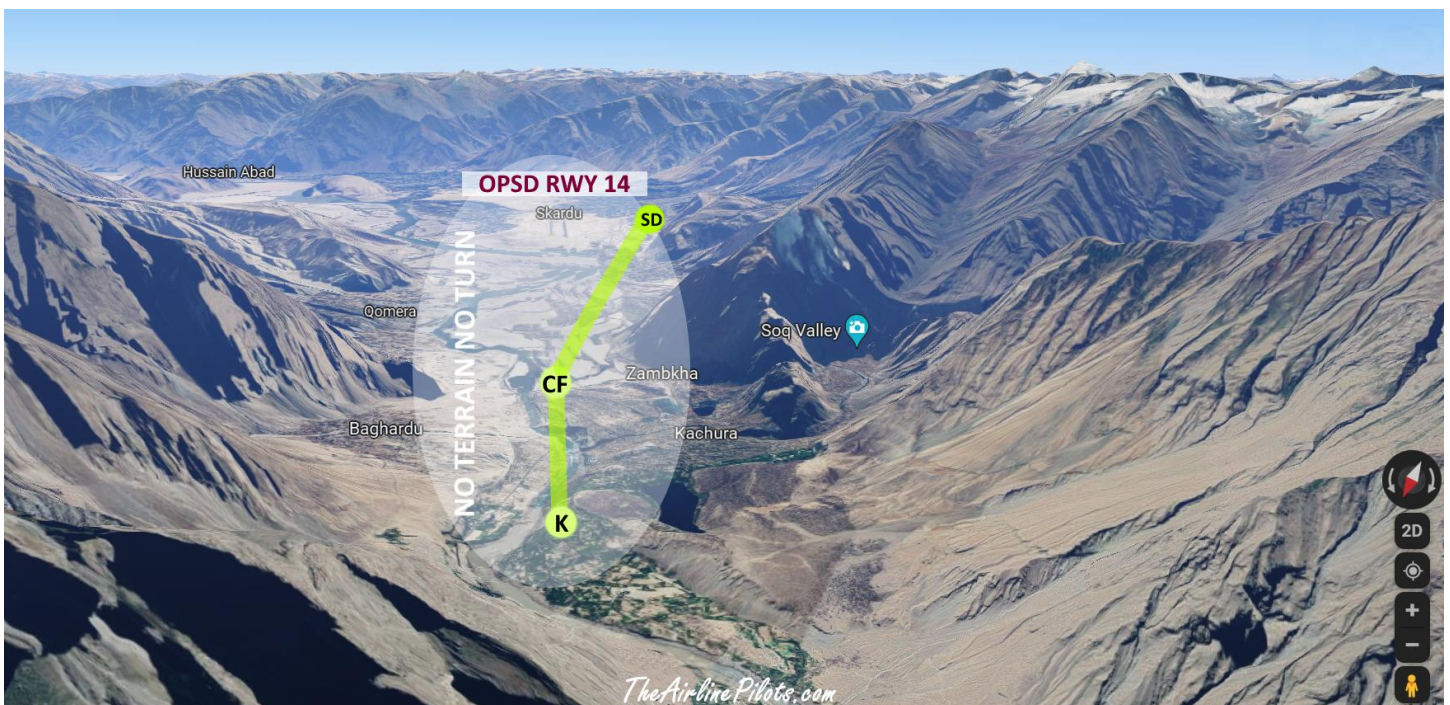 Hussain Abad
OPSD RWY 14
Skardu
SD
NO TERRAIN NO TURN
Qomera
Soq Valley
Zambkha
CF
Baghardu
Kachura
K
2D
+
−
TheAirlinePilots.com